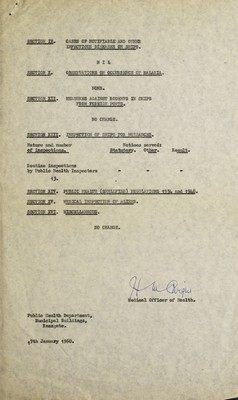 SECTION IX. CASES OF NOTIFIABLE AND OTHER
INFECTIOUS DISEASES ON SHIPS.
N I L
SECTION X. OBSERVATIONS ON OCCURRENCE OF MALARIA.
NONE.
MEASURES AGAINST RODENTS IN SHIPS
FROM FOREIGN PORTS.
NO CHANGE.
SECTION XIII. INSPECTION OF SHIPS FOR NUISANCES.
Nature and number Notices served:
of inspections. Statutory. Other. Result.
Routine inspections
by Public Health Inspectors - - -
13.
SECTION XIV. PUBLIC HEALTH (SHELLFISH) REGULATIONS 1934 and 1948.
SECTION XV. MEDICAL INSPECTION OF ALIENS.
SECTION XVI. MISCELLANEOUS.
NO CHANGE.
Medical Officer of Health.
Public Health Department,
Municipal Buildings,
Ramsgate.
9th January 1960.